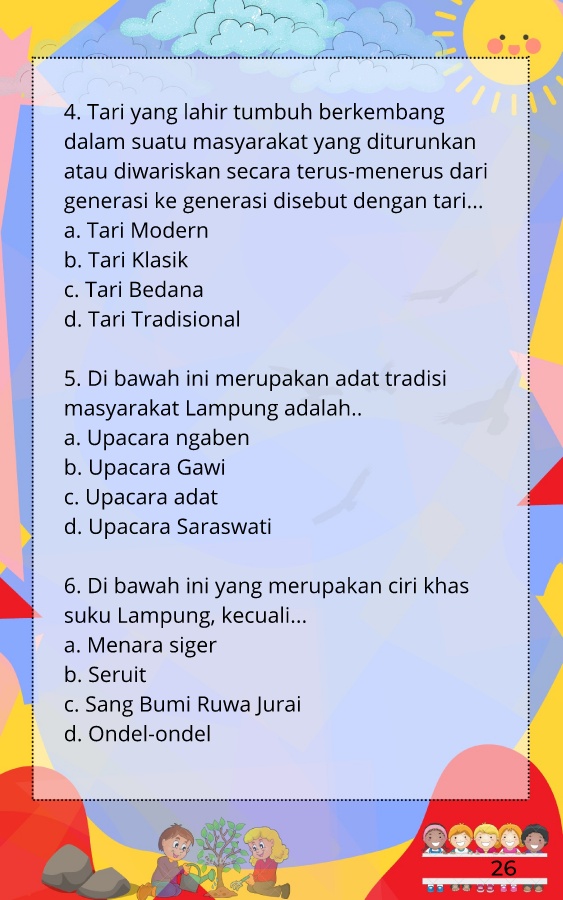 4. Tari yang lahir tumbuh berkembang
dalam suatu masyarakat yang diturunkan
atau diwariskan secara terus-menerus dari
generasi ke generasi disebut dengan tari...
a. Tari Modern
b. Tari Klasik
c. Tari Bedana
d. Tari Tradisional
5. Di bawah ini merupakan adat tradisi
masyarakat Lampung adalah..
a. Upacara ngaben
b. Upacara Gawi
c. Upacara adat
d. Upacara Saraswati
6. Di bawah ini yang merupakan ciri khas
suku Lampung, kecuali...
a. Menara siger
b. Seruit
c. Sang Bumi Ruwa Jurai
d. Ondel-ondel
26